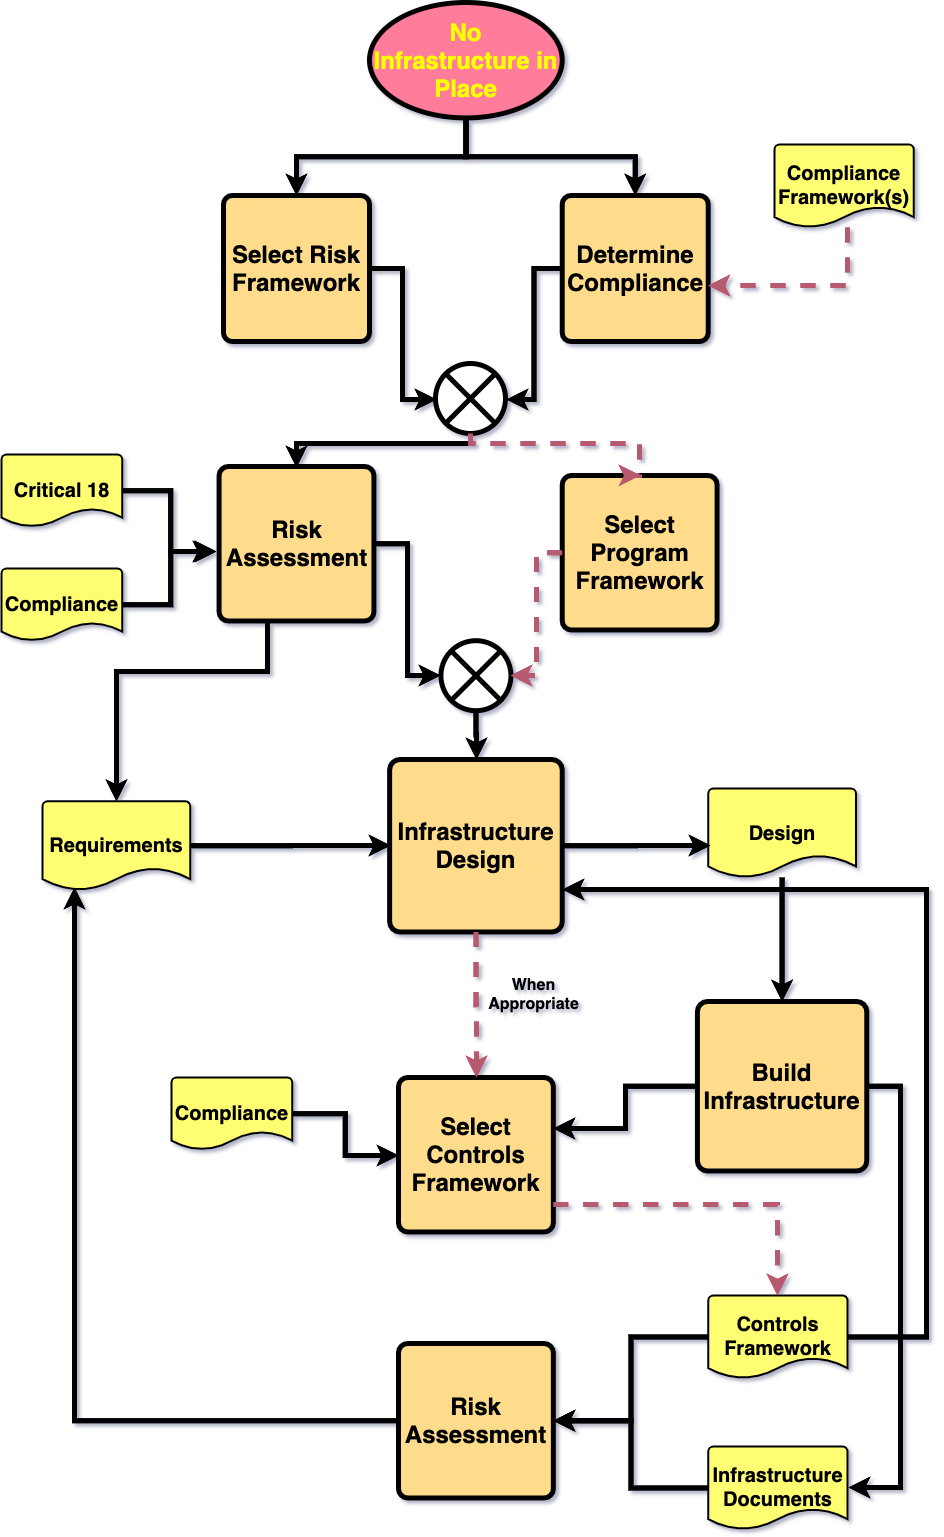 No
Infrastructure in
Place
Compliance
Framework(s)
Select Risk
Framework
Determine
Compliance
Critical 18
Risk
Assessment
Select
Program
Framework
Compliance
Requirements
Infrastructure
Design
Design
When
Appropriate
Build
Infrastructure
Compliance
Select
Controls
Framework
Controls
Framework
Risk
Assessment
Infrastructure
Documents